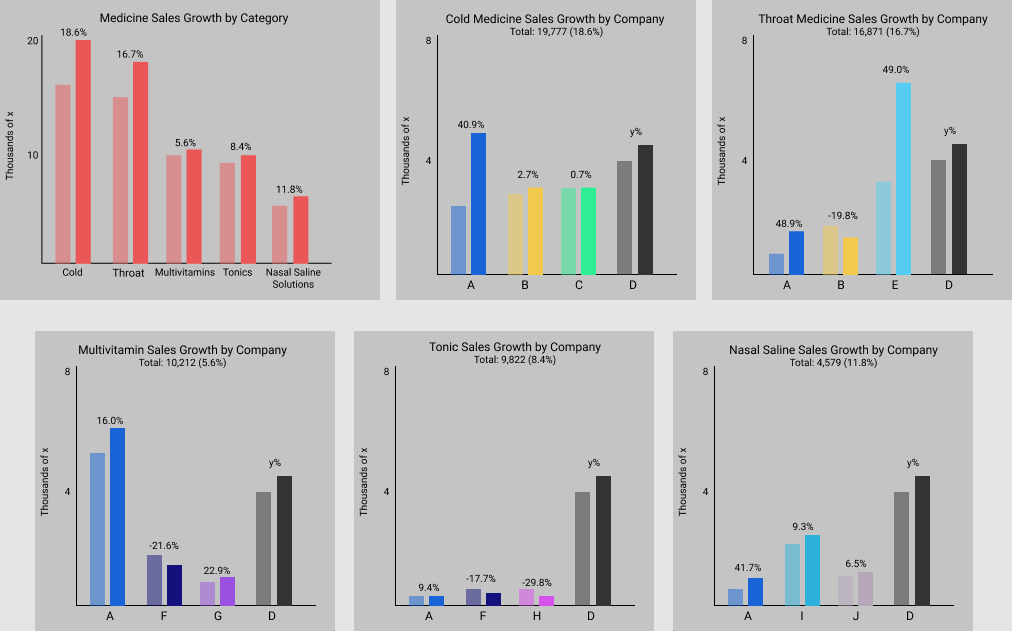 Medicine Sales Growth by Category
20
10
Thousands of x
18.6%
16.7%
5.6%
8.4%
11.8%
Cold
Throat
Multivitamins
Tonics
Nasal Saline
Solutions
Cold Medicine Sales Growth by Company
Total: 19,777 (18.6%)
8
4
Thousands of x
40.9%
2.7%
0.7%
y%
A
B
C
D
Throat Medicine Sales Growth by Company
Total: 16,871 (16.7%)
8
4
Thousands of x
48.9%
-19.8%
49.0%
y%
A
B
E
D
Multivitamin Sales Growth by Company
Total: 10,212 (5.6%)
8
4
Thousands of x
16.0%
-21.6%
22.9%
y%
A
F
G
D
Tonic Sales Growth by Company
Total: 9,822 (8.4%)
8
4
Thousands of x
9.4%
-17.7%
-29.8%
y%
A
F
H
D
Nasal Saline Sales Growth by Company
Total: 4,579 (11.8%)
8
4
Thousands of x
41.7%
9.3%
6.5%
y%
A
I
J
D